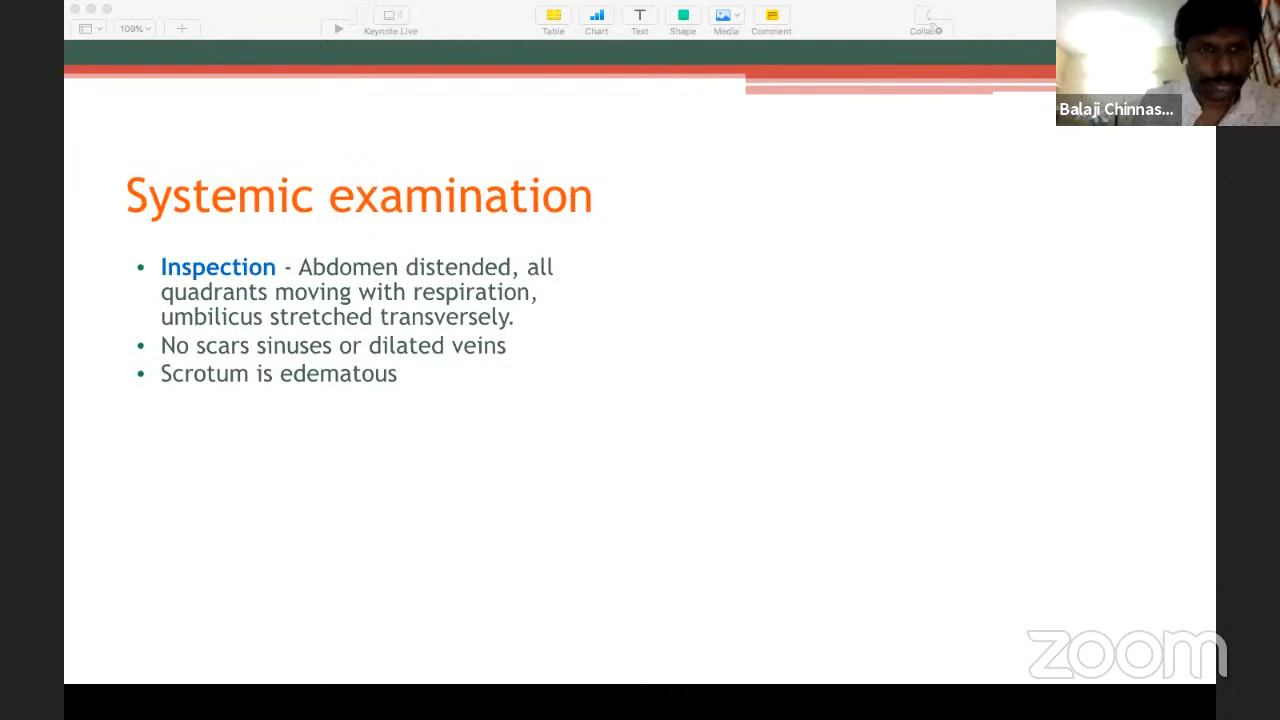 109%
Keynote Live
Table
Chart
Text
Shape
Media
Comment
Balaji Chinnas...
Systemic examination
• Inspection - Abdomen distended, all
quadrants moving with respiration,
umbilicus stretched transversely.
• No scars sinuses or dilated veins
• Scrotum is edematous
zoom